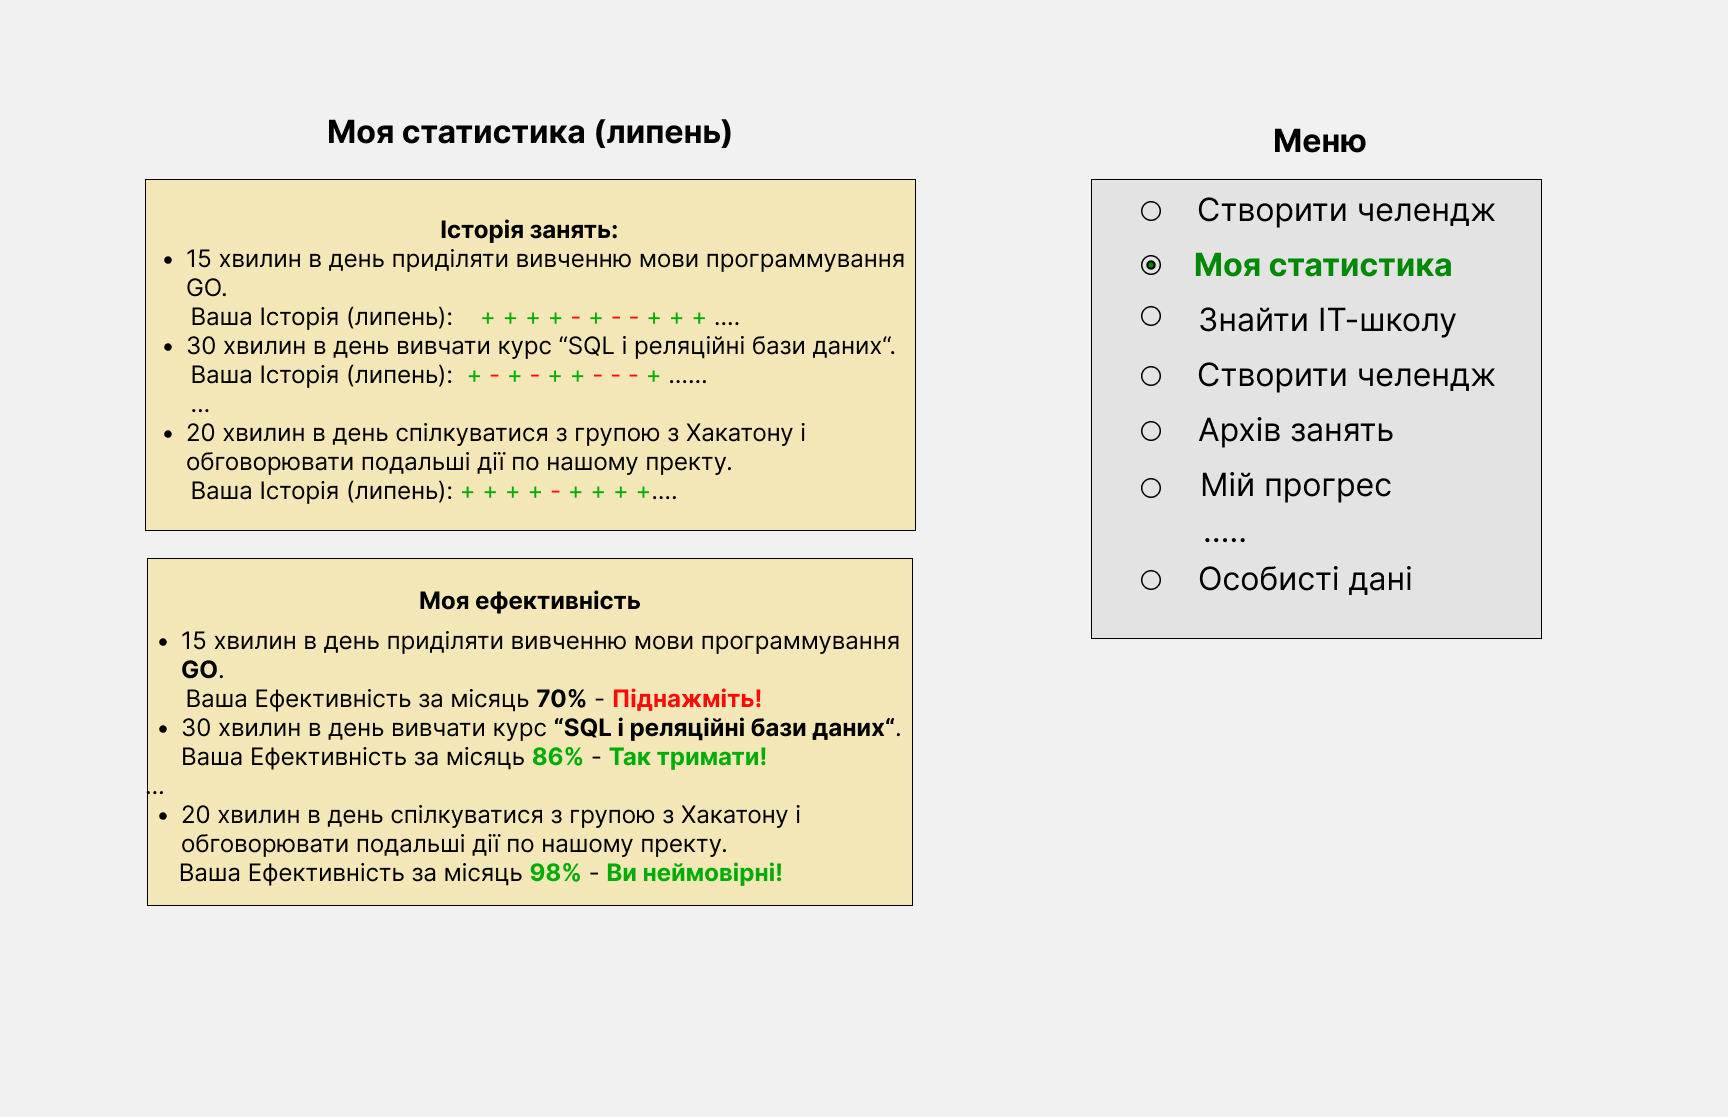 Моя статистика (липень)
Історія занять:
• 15 хвилин в день приділяти вивченню мови программування
GO.
Ваша Історія (липень): + + + + - + - - + + + ....
• 30 хвилин в день вивчати курс “SQL і реляційні бази даних“.
Ваша Історія (липень): + - + - + + - - - + ......
...
• 20 хвилин в день спілкуватися з групою з Хакатону і
обговорювати подальші дії по нашому пректу.
Ваша Історія (липень): + + + + - + + + +....
Моя ефективність
• 15 хвилин в день приділяти вивченню мови программування
GO.
Ваша Ефективність за місяць 70% - Піднажміть!
• 30 хвилин в день вивчати курс “SQL і реляційні бази даних“.
Ваша Ефективність за місяць 86% - Так тримати!
...
• 20 хвилин в день спілкуватися з групою з Хакатону і
обговорювати подальші дії по нашому пректу.
Ваша Ефективність за місяць 98% - Ви неймовірні!
Меню
Створити челендж
Моя статистика
Знайти ІТ-школу
Створити челендж
Архів занять
Мій прогрес
.....
Особисті дані